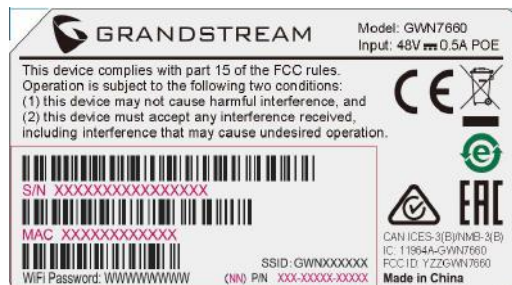 GRANDSTREAM
Model: GWN7660
Input: 48V⎓0.5A POE
This device complies with part 15 of the FCC rules.
Operation is subject to the following two conditions:
(1) this device may not cause harmful interference, and
(2) this device must accept any interference received,
including interference that may cause undesired operation.
CE
e
EAC
S/N XXXXXXXXXXXXXXXX
MAC XXXXXXXXXXXX
SSID: GWNXXXXXX
WiFi Password: WWWWWWWW
(NN) P/N XXX-XXXXX-XXXXX
CAN ICES-3(B)/NMB-3(B)
IC: 11964A-GWN7660
FCC ID: YZZGWN7660
Made in China